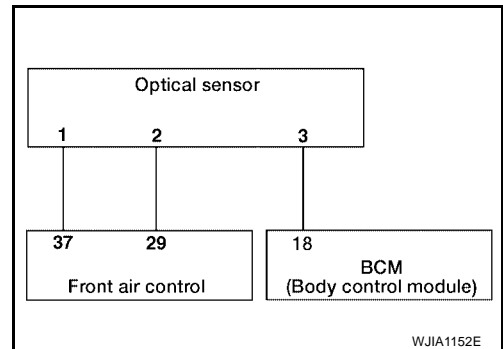 Optical sensor
1 2 3
37 29 18
Front air control
BCM
(Body control module)
WJIA1152E